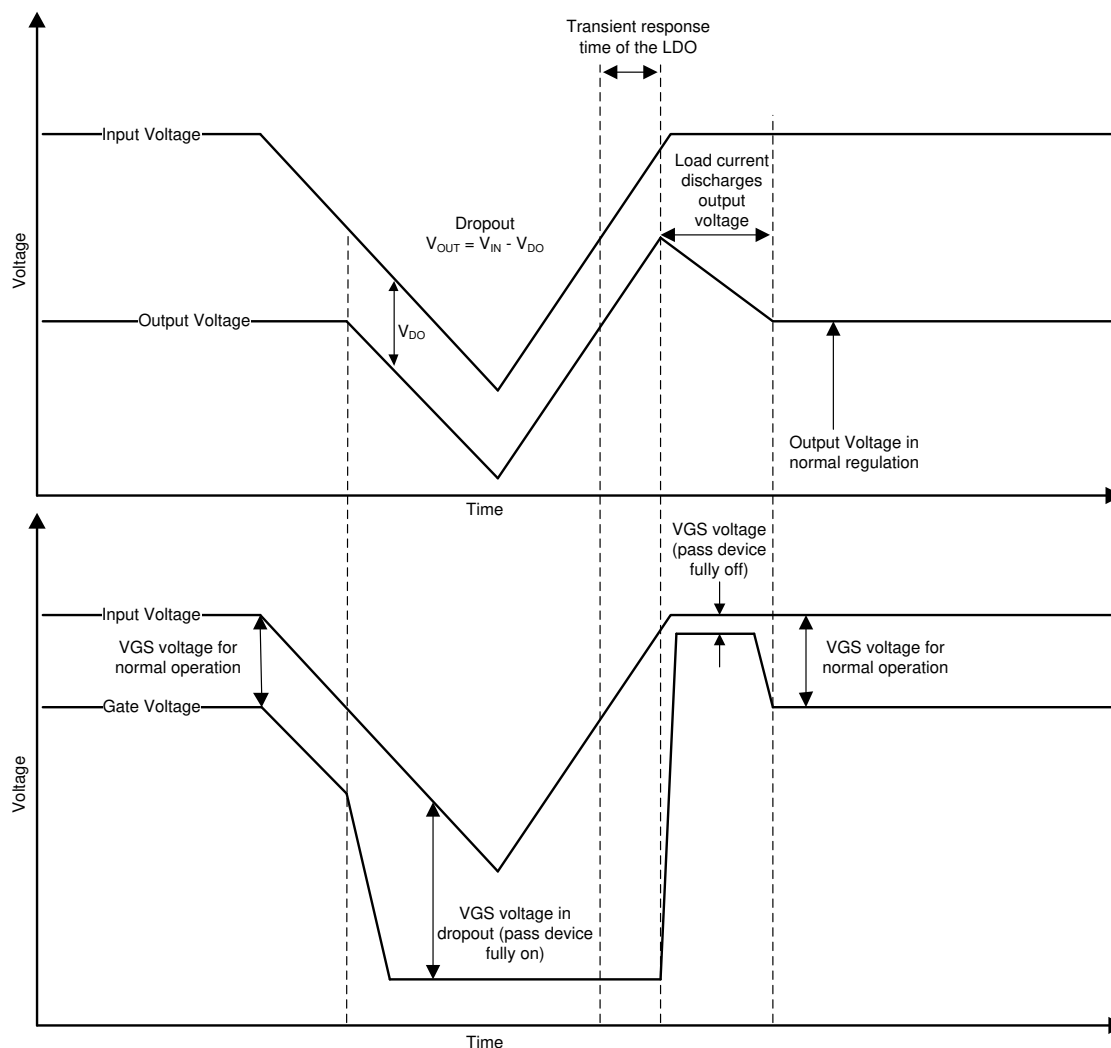 Transient response
time of the LDO
Input Voltage
Load current
discharges
output
voltage
Dropout
VOUT = VIN - VDO
Output Voltage
VDO
Voltage
Output Voltage in
normal regulation
Time
VGS voltage
(pass device
fully off)
Input Voltage
VGS voltage for
normal operation
VGS voltage for
normal operation
Gate Voltage
Voltage
VGS voltage in
dropout (pass device
fully on)
Time